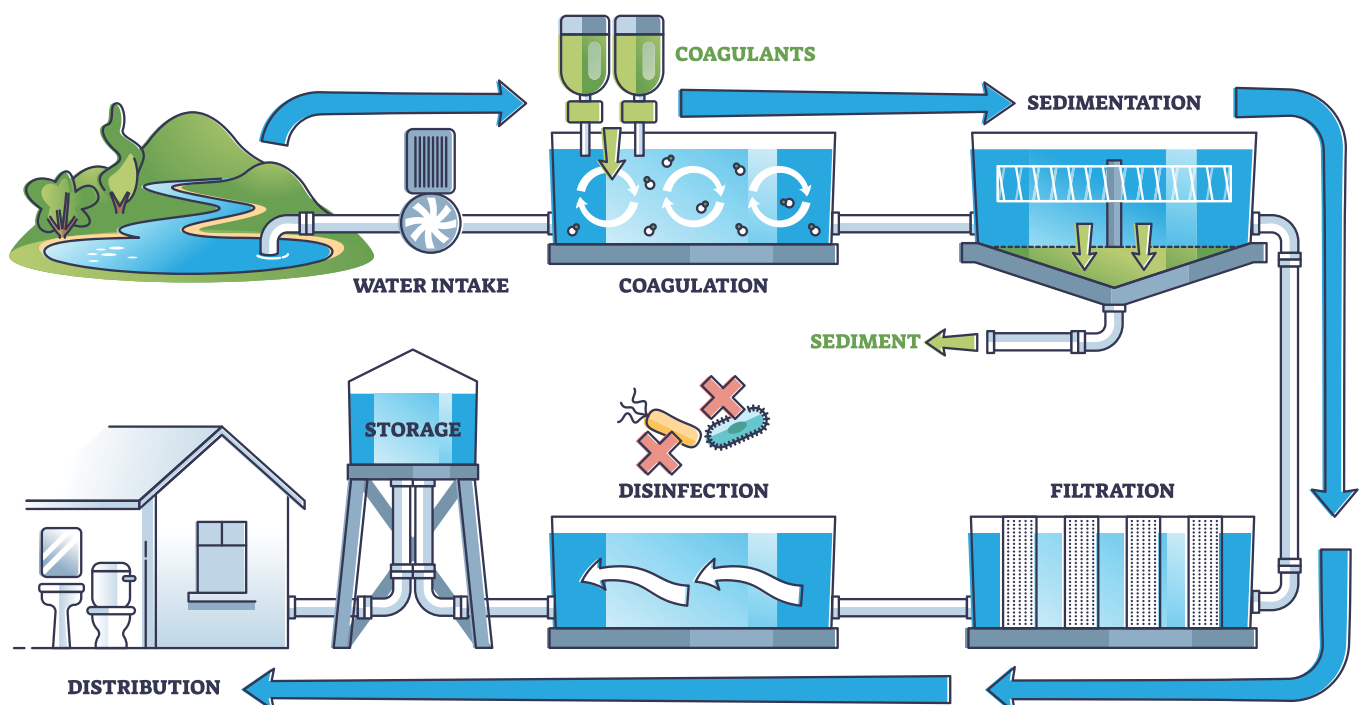 COAGULANTS
SEDIMENTATION
WATER INTAKE
COAGULATION
SEDIMENT
STORAGE
DISINFECTION
FILTRATION
DISTRIBUTION